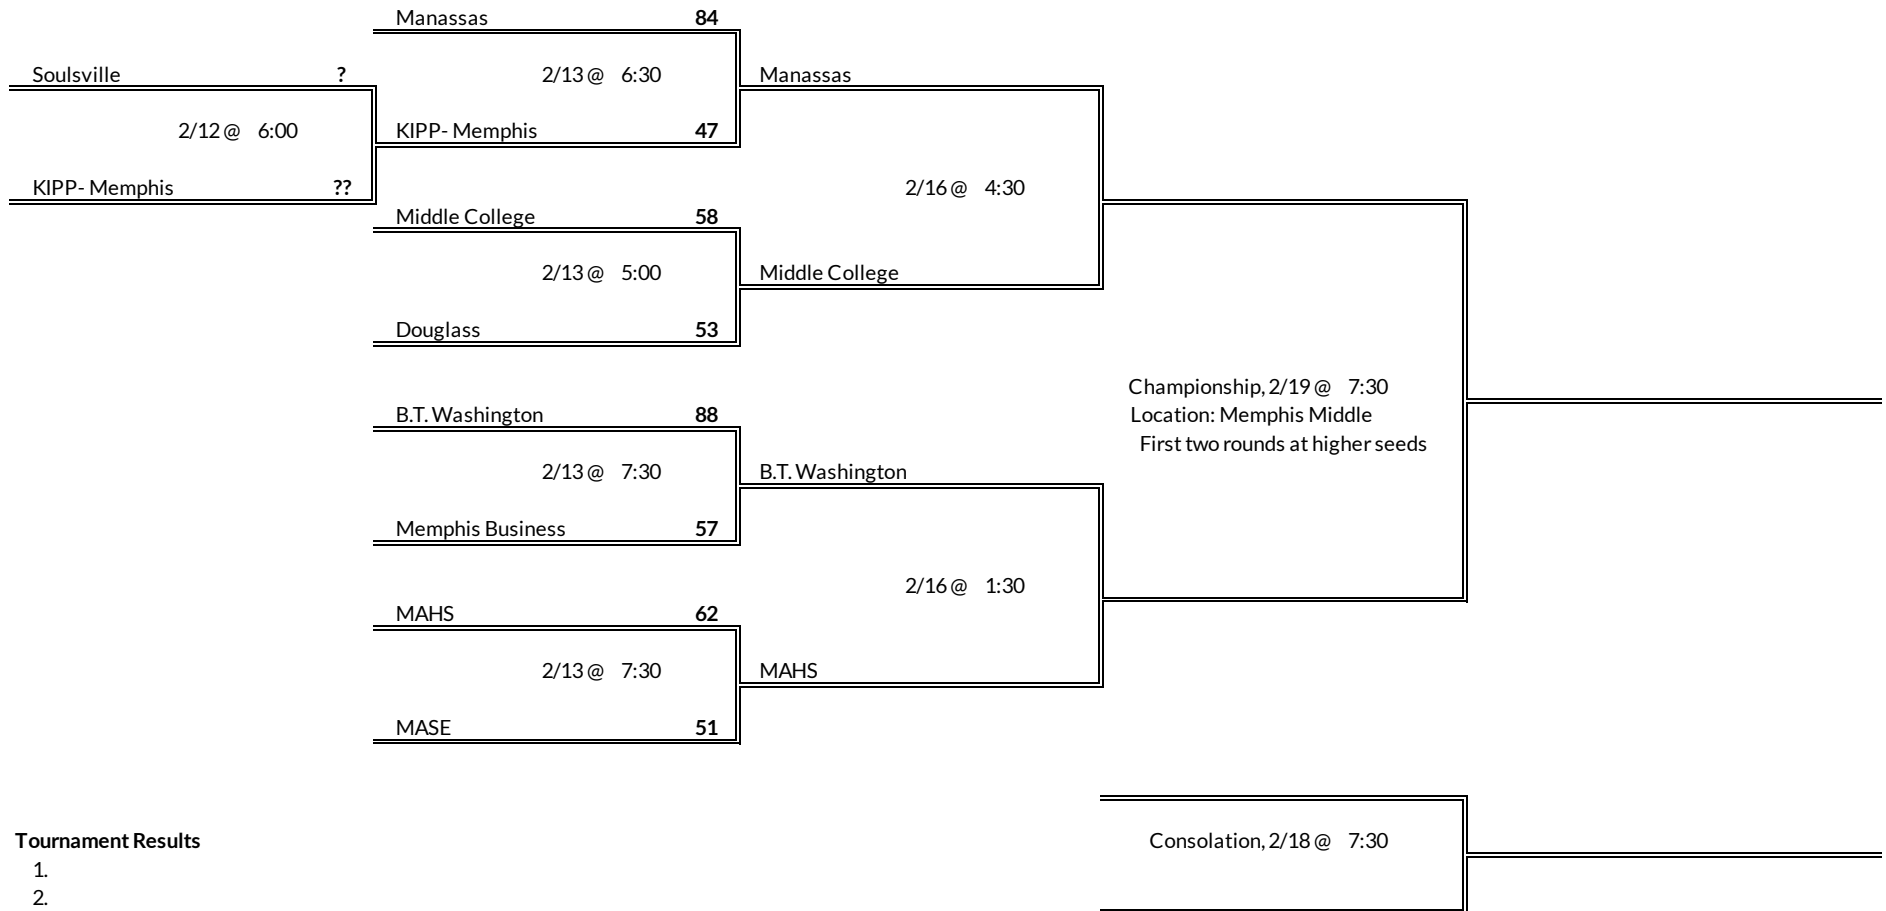 Manassas 84
Soulsville ?
2/13 @ 6:30
Manassas
2/12 @ 6:00
KIPP- Memphis 47
KIPP- Memphis ??
2/16 @ 4:30
Middle College 58
2/13 @ 5:00
Middle College
Douglass 53
Championship, 2/19 @ 7:30
B.T. Washington 88
Location: Memphis Middle
First two rounds at higher seeds
2/13 @ 7:30
B.T. Washington
Memphis Business 57
2/16 @ 1:30
MAHS 62
2/13 @ 7:30
MAHS
MASE 51
Tournament Results
Consolation, 2/18 @ 7:30
1.
2.